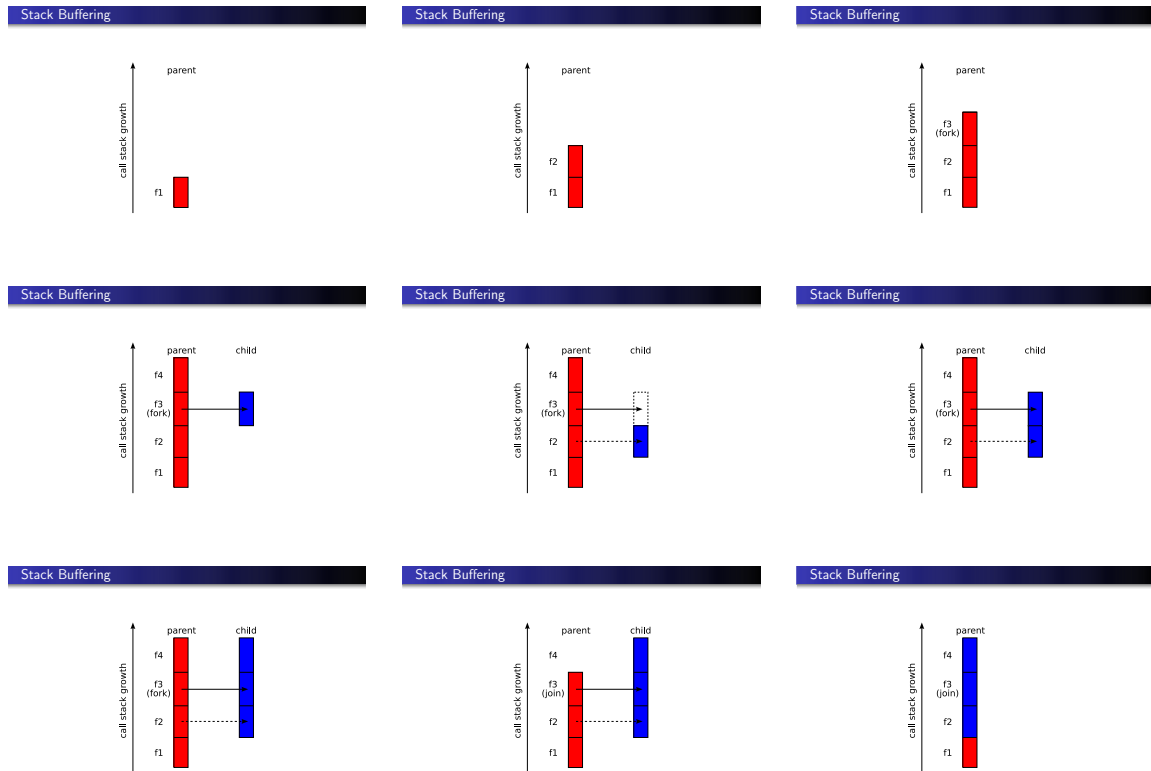 Stack Buffering
parent
call stack growth
f1
Stack Buffering
parent
call stack growth
f2
f1
Stack Buffering
parent
call stack growth
f3
(fork)
f2
f1
Stack Buffering
parent child
call stack growth
f4
f3
(fork)
f2
f1
Stack Buffering
parent child
call stack growth
f4
f3
(fork)
f2
f1
Stack Buffering
parent child
call stack growth
f4
f3
(fork)
f2
f1
Stack Buffering
parent child
call stack growth
f4
f3
(fork)
f2
f1
Stack Buffering
parent child
call stack growth
f4
f3
(join)
f2
f1
Stack Buffering
parent
call stack growth
f4
f3
(join)
f2
f1